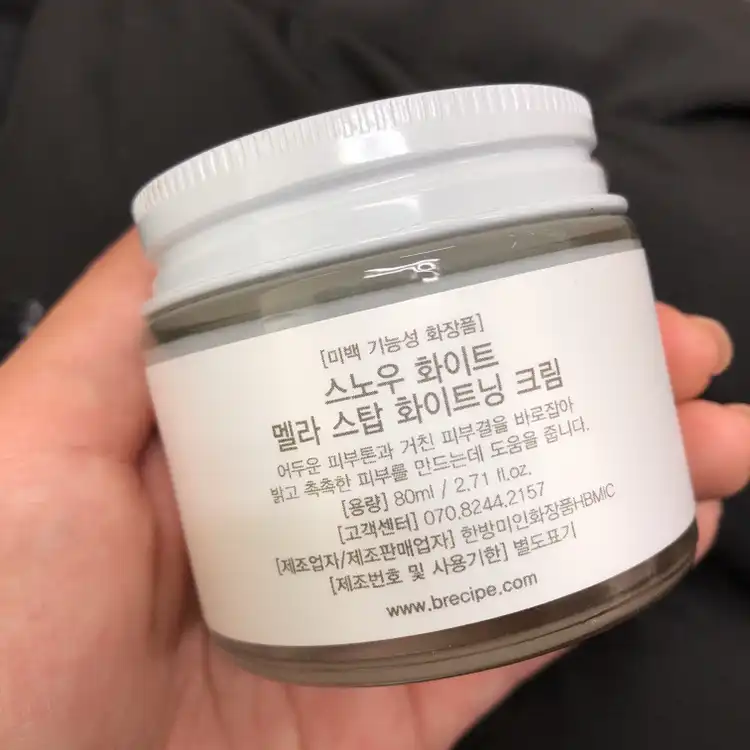 [미백 기능성 화장품]
스노우 화이트
멜라 스탑 화이트닝 크림
어두운 피부톤과 거친 피부결을 바로잡아
밝고 촉촉한 피부를 만드는데 도움을 줍니다.
[용량] 80ml / 2.71 fl.oz.
[고객센터] 070.8244.2157
[제조업자/제조판매업자] 한방미인화장품HBMIC
[제조번호 및 사용기한] 별도표기
www.brecipe.com